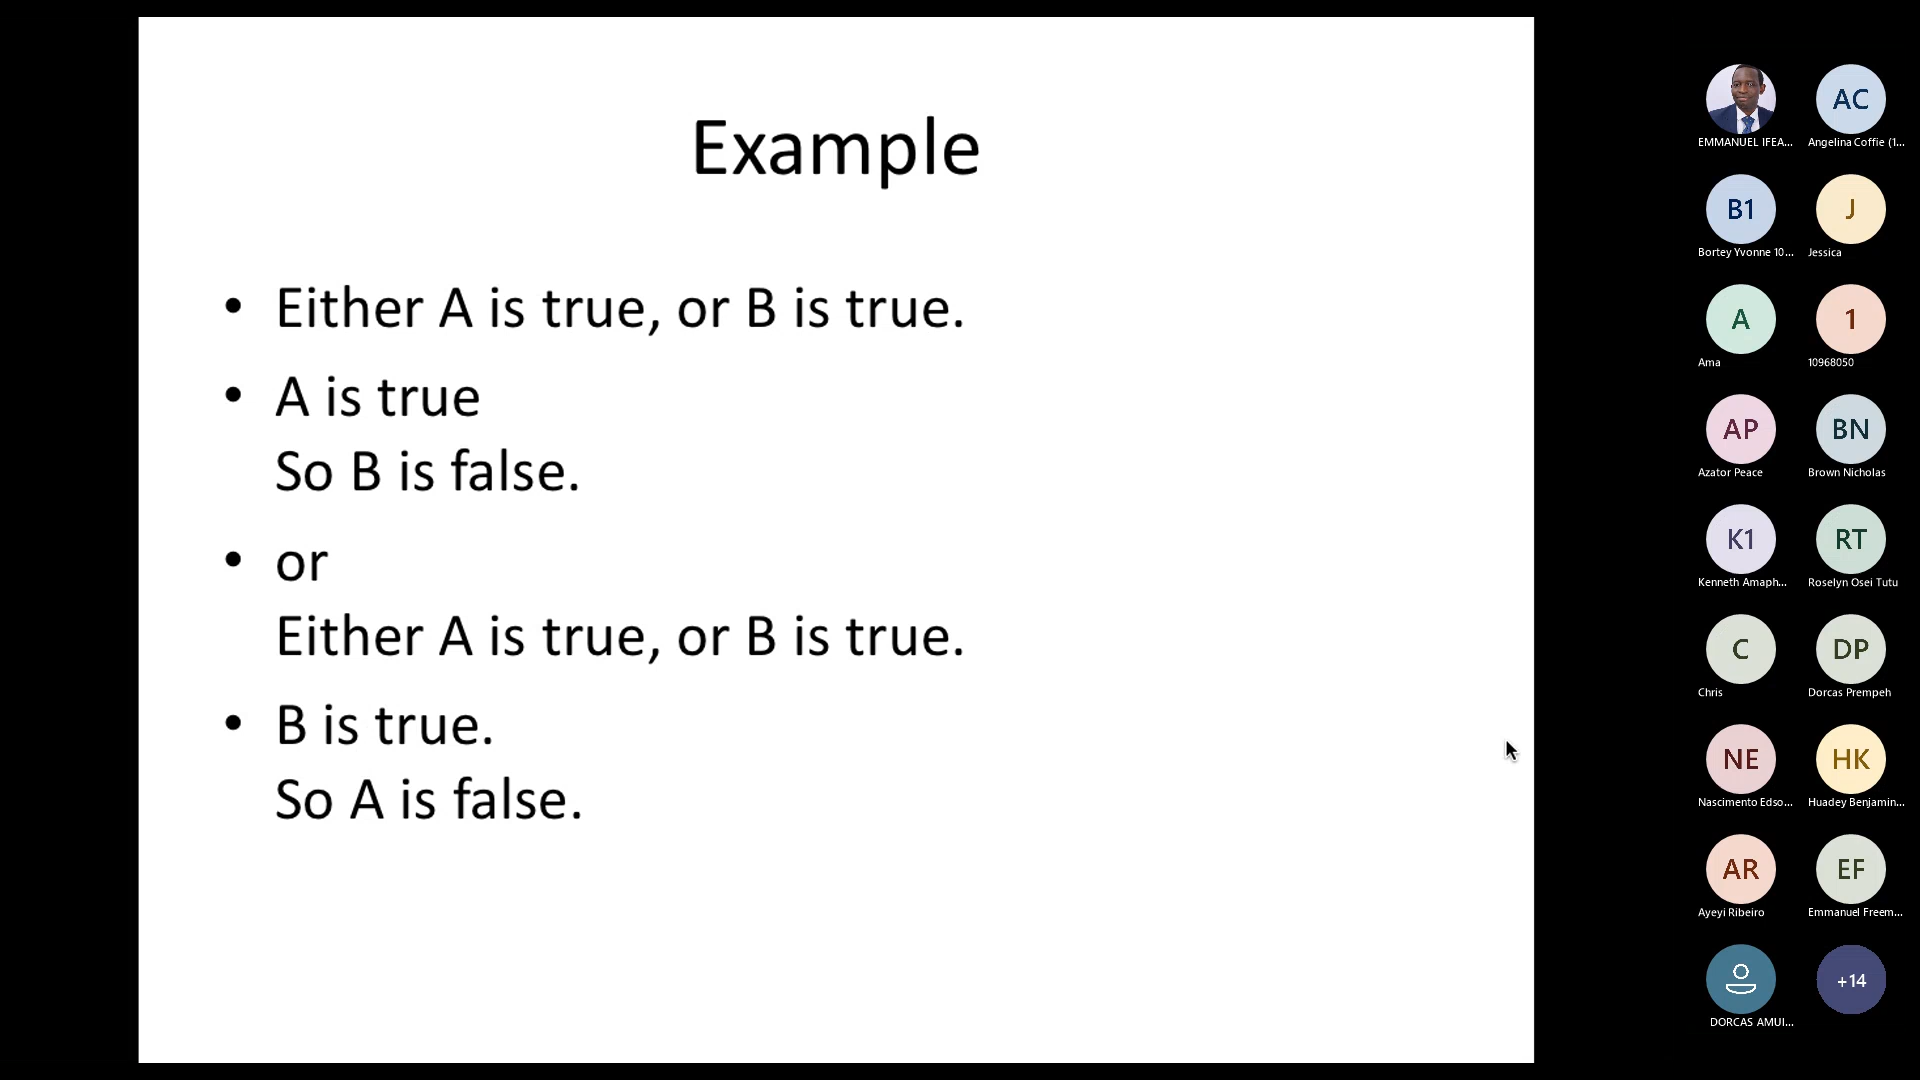 Example
• Either A is true, or B is true.
• A is true
So B is false.
• or
Either A is true, or B is true.
• B is true.
So A is false.
EMMANUEL IFEA...
AC
Angelina Coffie (1...
B1
Bortey Yvonne 10...
J
Jessica
A
Ama
1
10968050
AP
Azator Peace
BN
Brown Nicholas
K1
Kenneth Amaph...
RT
Roselyn Osei Tutu
C
Chris
DP
Dorcas Prempeh
NE
Nascimento Edso...
HK
Huadey Benjamin...
AR
Ayeyi Ribeiro
EF
Emmanuel Freem...
DORCAS AMUI...
+14